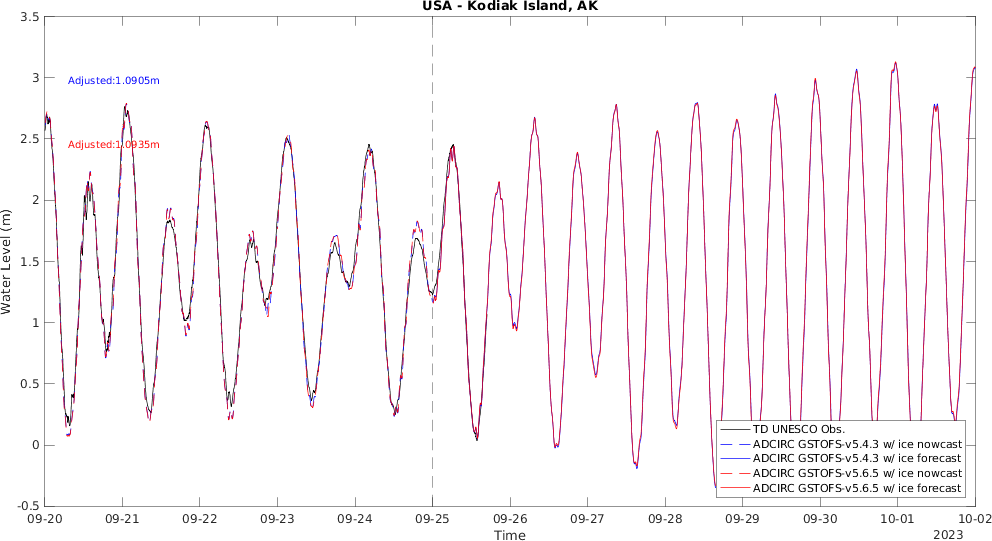 USA - Kodiak Island, AK
3.5
3
2.5
2
1.5
1
0.5
0
-0.5
Water Level (m)
Adjusted:1.0905m
Adjusted:1.0935m
TD UNESCO Obs.
ADCIRC GSTOFS-v5.4.3 w/ ice nowcast
ADCIRC GSTOFS-v5.4.3 w/ ice forecast
ADCIRC GSTOFS-v5.6.5 w/ ice nowcast
ADCIRC GSTOFS-v5.6.5 w/ ice forecast
09-20 09-21 09-22 09-23 09-24 09-25 09-26 09-27 09-28 09-29 09-30 10-01 10-02
Time
2023